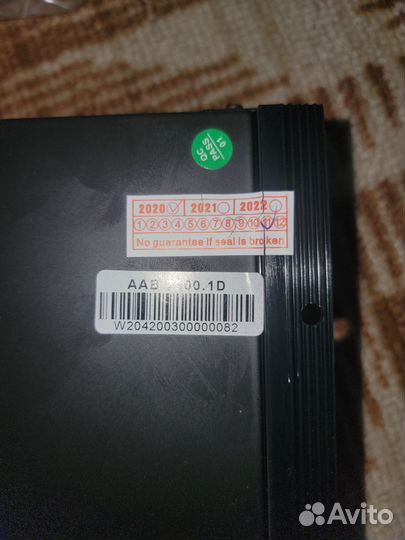 QC
PASS
01
2020 2021 2022
1 2 3 4 5 6 7 8 9 10 11 12
No guarantee if seal is broken
AAB 00.1D
W204200300000082
Avito